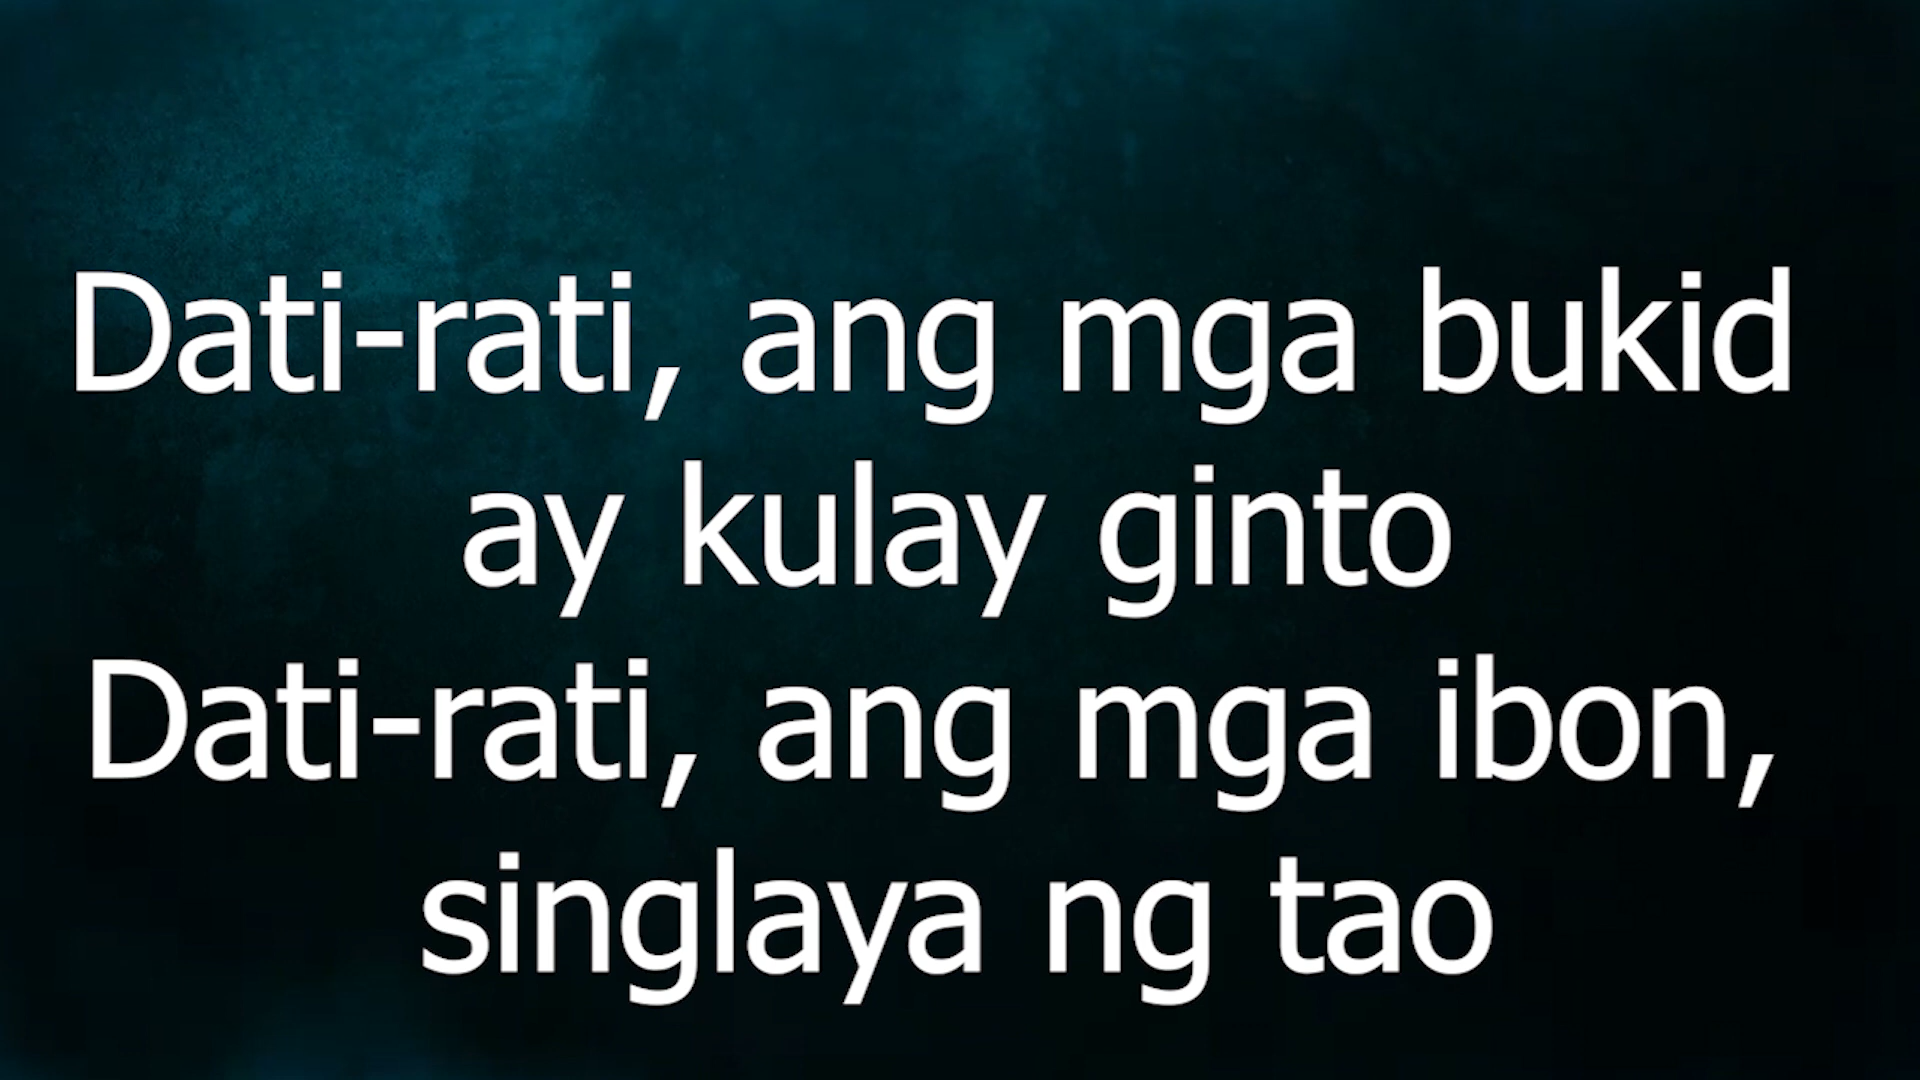 Dati-rati, ang mga bukid
ay kulay ginto
Dati-rati, ang mga ibon,
singlaya ng tao